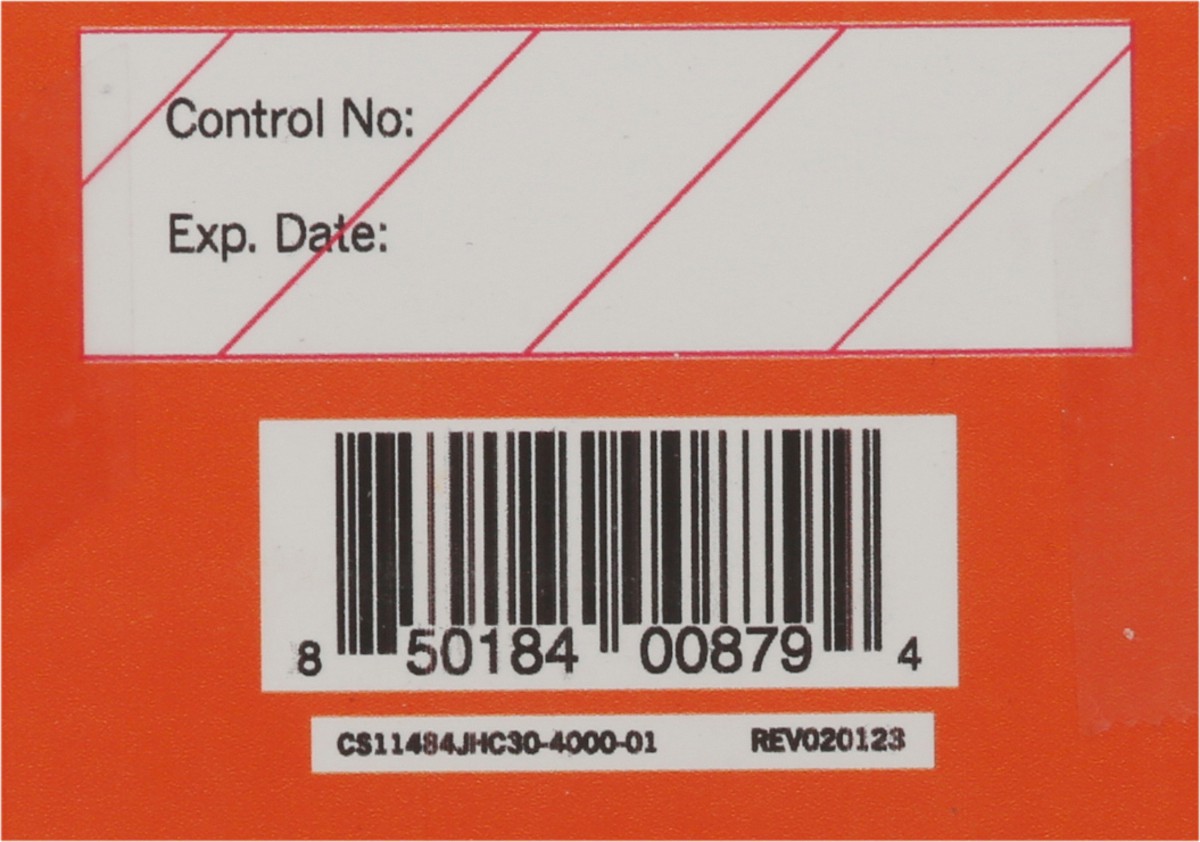 Control No:
Exp. Date:
8 50184 00879 4
CS11484JHC30-4000-01 REV020123